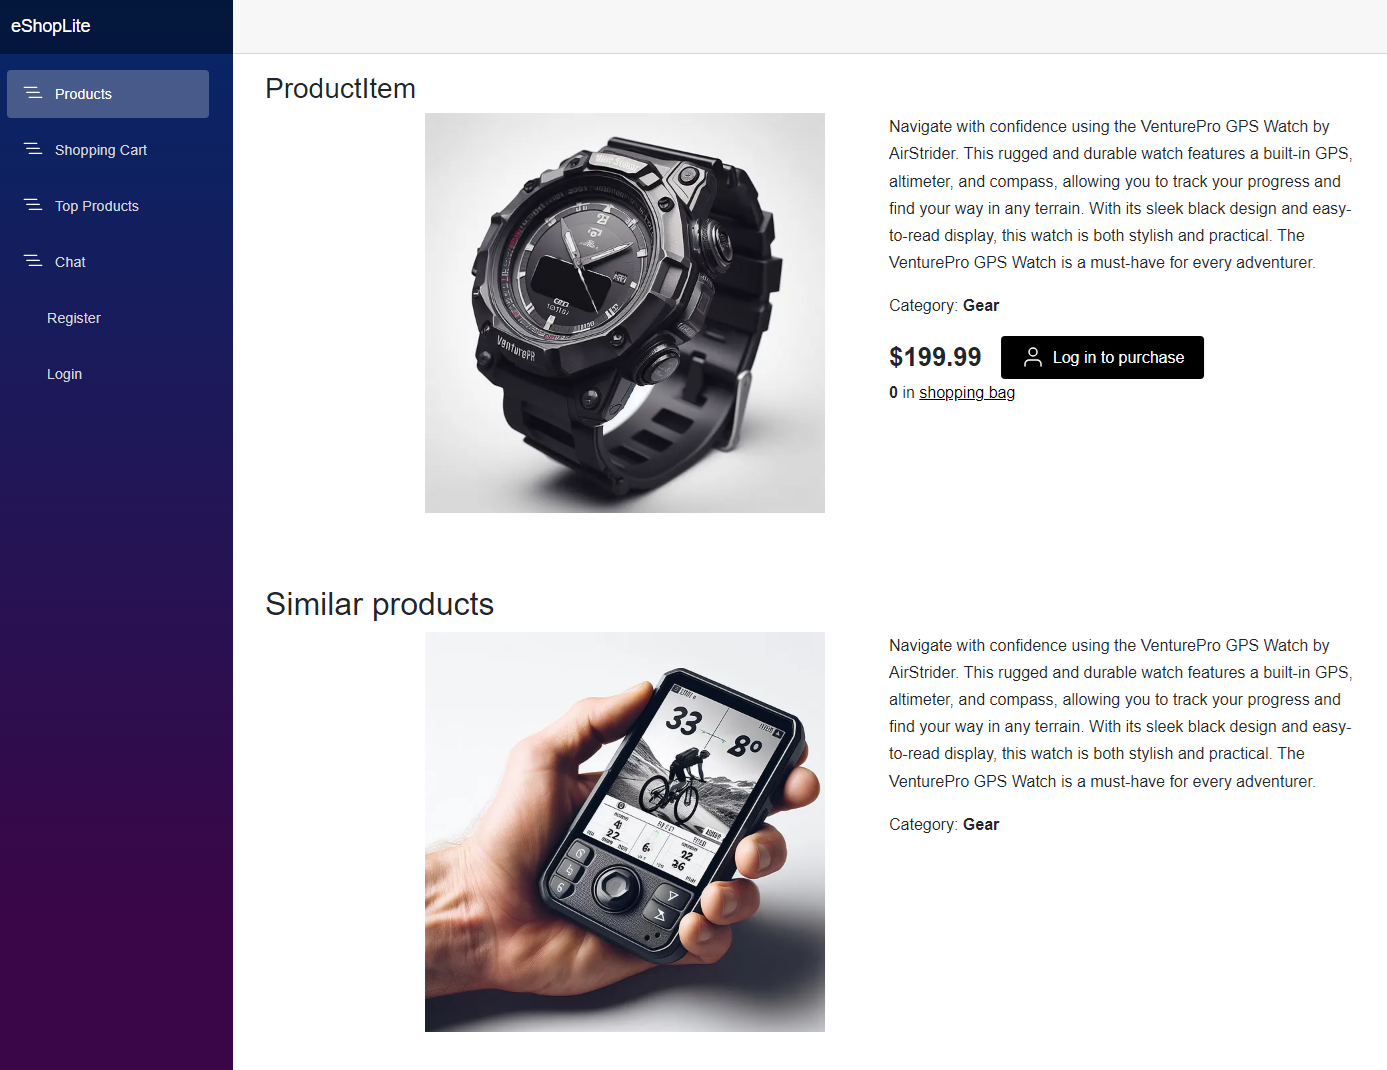 eShopLite
Products
Shopping Cart
Top Products
Chat
Register
Login
ProductItem
VenturePR
Navigate with confidence using the VenturePro GPS Watch by
AirStrider. This rugged and durable watch features a built-in GPS,
altimeter, and compass, allowing you to track your progress and
find your way in any terrain. With its sleek black design and easy-
to-read display, this watch is both stylish and practical. The
VenturePro GPS Watch is a must-have for every adventurer.
Category: Gear
$199.99
Log in to purchase
0 in shopping bag
Similar products
33
8°
22
6
22
36
Navigate with confidence using the VenturePro GPS Watch by
AirStrider. This rugged and durable watch features a built-in GPS,
altimeter, and compass, allowing you to track your progress and
find your way in any terrain. With its sleek black design and easy-
to-read display, this watch is both stylish and practical. The
VenturePro GPS Watch is a must-have for every adventurer.
Category: Gear